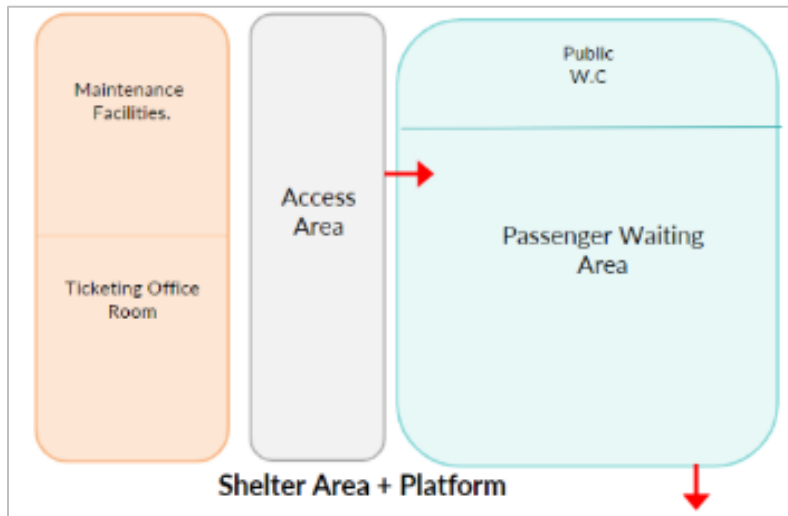 Maintenance
Facilities.
Ticketing Office
Room
Access
Area
Public
W.C
Passenger Waiting
Area
Shelter Area + Platform